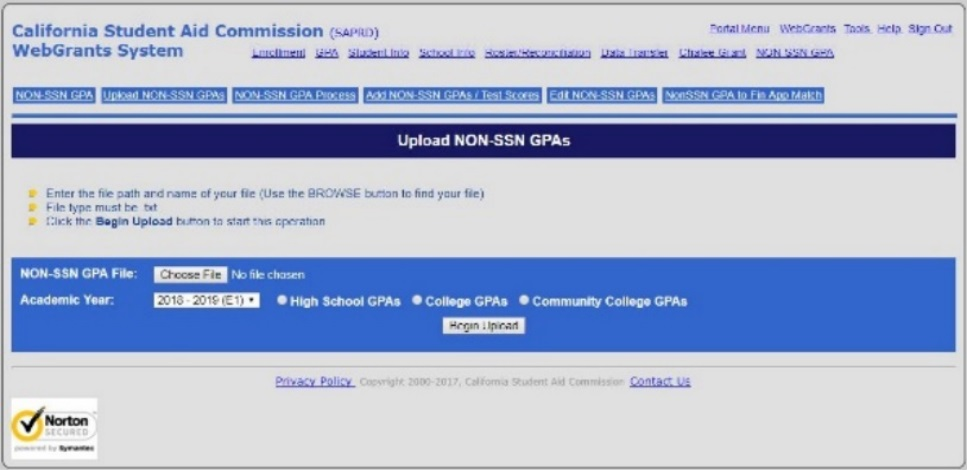 California Student Aid Commission (SAPRD)
Portal Menu WebGrants Tools Help Sign Out
WebGrants System
Enrollment GPA Student Info School Info Roster/Reconciliation Data Transfer Chafee Grant NON SSN GPA
NON-SSN GPA Upload NON-SSN GPAs NON-SSN GPA Process Add NON-SSN GPAs / Test Scores Edit NON-SSN GPAs NonSSN GPA to Fin App Match
Upload NON-SSN GPAs
Enter the file path and name of your file (Use the BROWSE button to find your file)
File type must be .txt
Click the Begin Upload button to start this operation
NON-SSN GPA File: Choose File No file chosen
Academic Year: 2018 - 2019 (E1) High School GPAs College GPAs Community College GPAs
Begin Upload
Privacy Policy Copyright 2000-2017, California Student Aid Commission Contact Us
Norton
SECURED
powered by Symantec